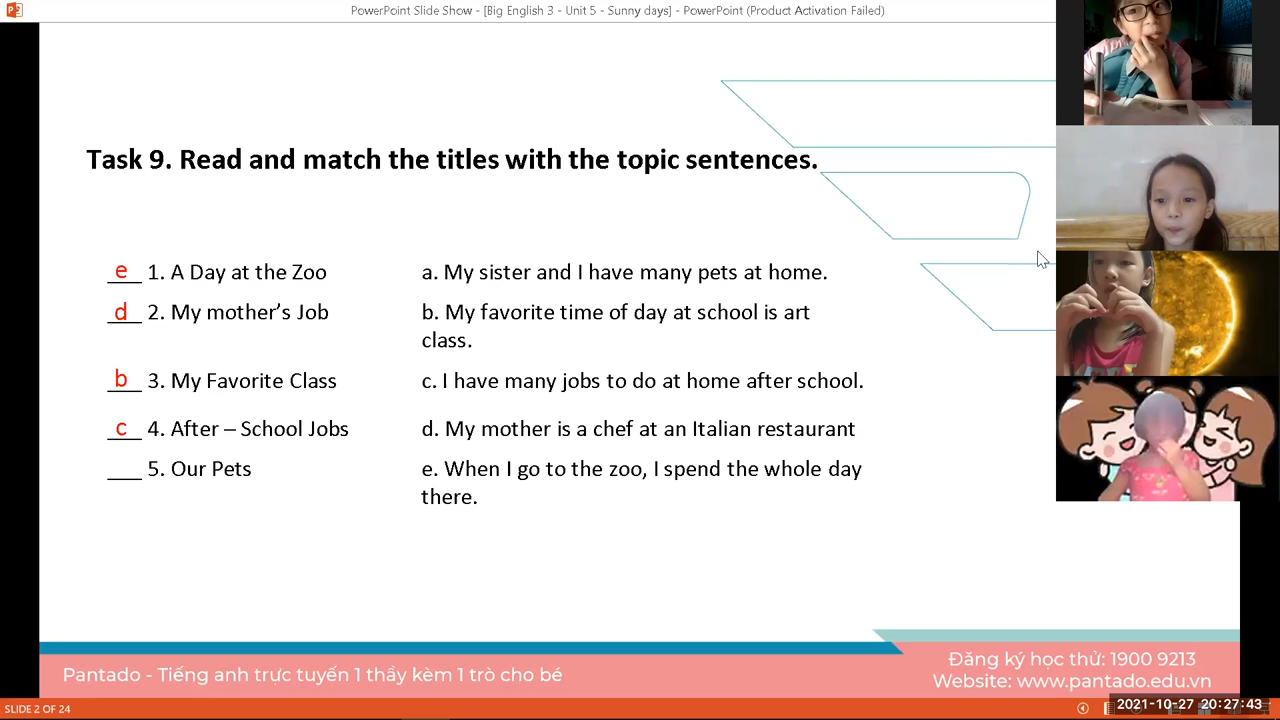 PowerPoint Slide Show - [Big English 3 - Unit 5 - Sunny days] - PowerPoint (Product Activation Failed)
Task 9. Read and match the titles with the topic sentences.
e 1. A Day at the Zoo
a. My sister and I have many pets at home.
d 2. My mother’s Job
b. My favorite time of day at school is art
class.
b 3. My Favorite Class
c. I have many jobs to do at home after school.
c 4. After – School Jobs
d. My mother is a chef at an Italian restaurant
___ 5. Our Pets
e. When I go to the zoo, I spend the whole day
there.
Pantado - Tiếng anh trực tuyến 1 thầy kèm 1 trò cho bé
Đăng ký học thử: 1900 9213
Website: www.pantado.edu.vn
SLIDE 2 OF 24
2021-10-27 20:27:43